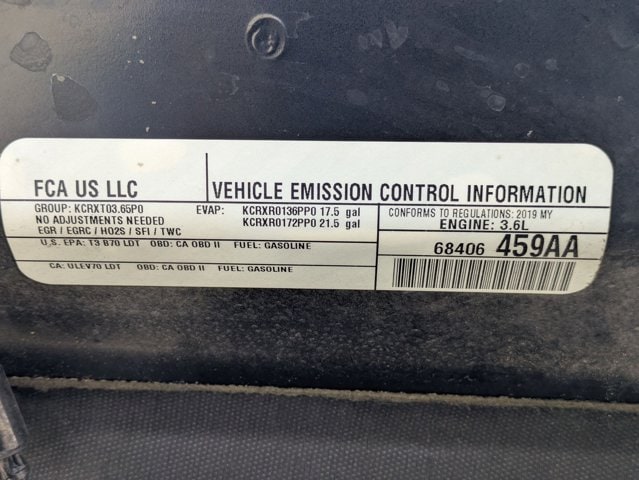 FCA US LLC
VEHICLE EMISSION CONTROL INFORMATION
GROUP: KCRXT03.65P0
NO ADJUSTMENTS NEEDED
EGR / EGRC / HO2S / SFI / TWC
EVAP: KCRXR0136PP0 17.5 gal
KCRXR0172PP0 21.5 gal
CONFORMS TO REGULATIONS: 2019 MY
ENGINE: 3.6L
U.S. EPA: T3 B70 LDT OBD: CA OBD II FUEL: GASOLINE
CA: ULEV70 LDT OBD: CA OBD II FUEL: GASOLINE
68406 459AA